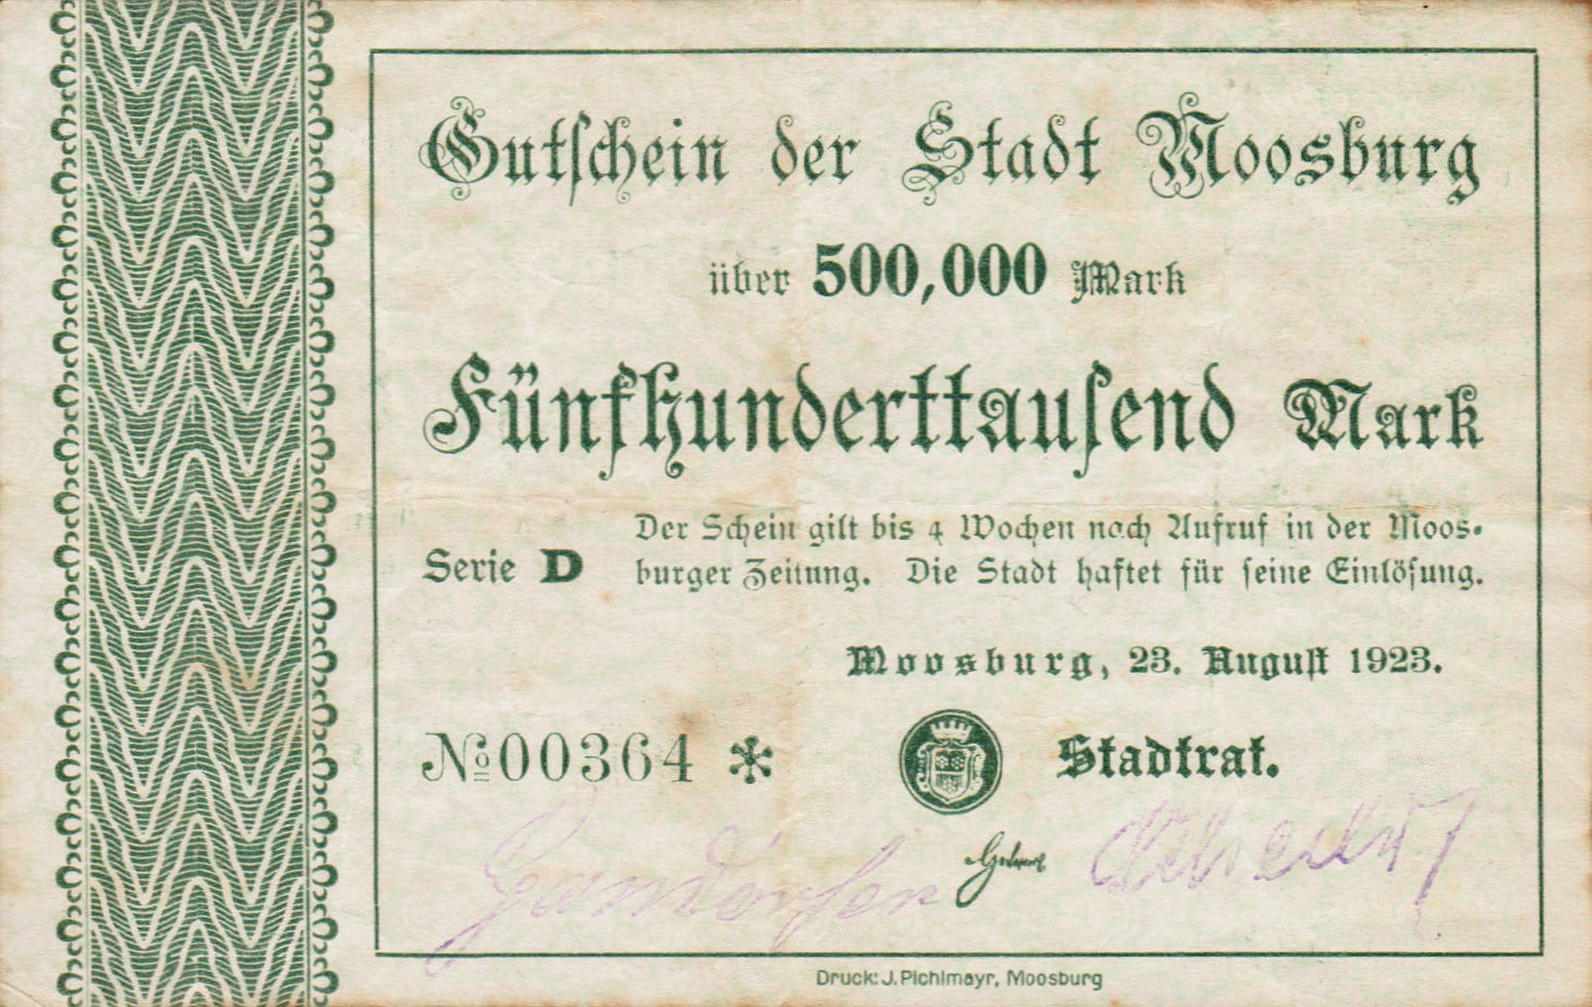 Gutschein der Stadt Moosburg
über 500,000 Mark
Fünfhunderttausend Mark
Serie D
Der Schein gilt bis 4 Wochen nach Aufruf in der Moos-
burger Zeitung. Die Stadt haftet für seine Einlösung.
Moosburg, 23. August 1923.
№ 00364 *
Stadtrat.
Druck: J. Pichlmayr, Moosburg